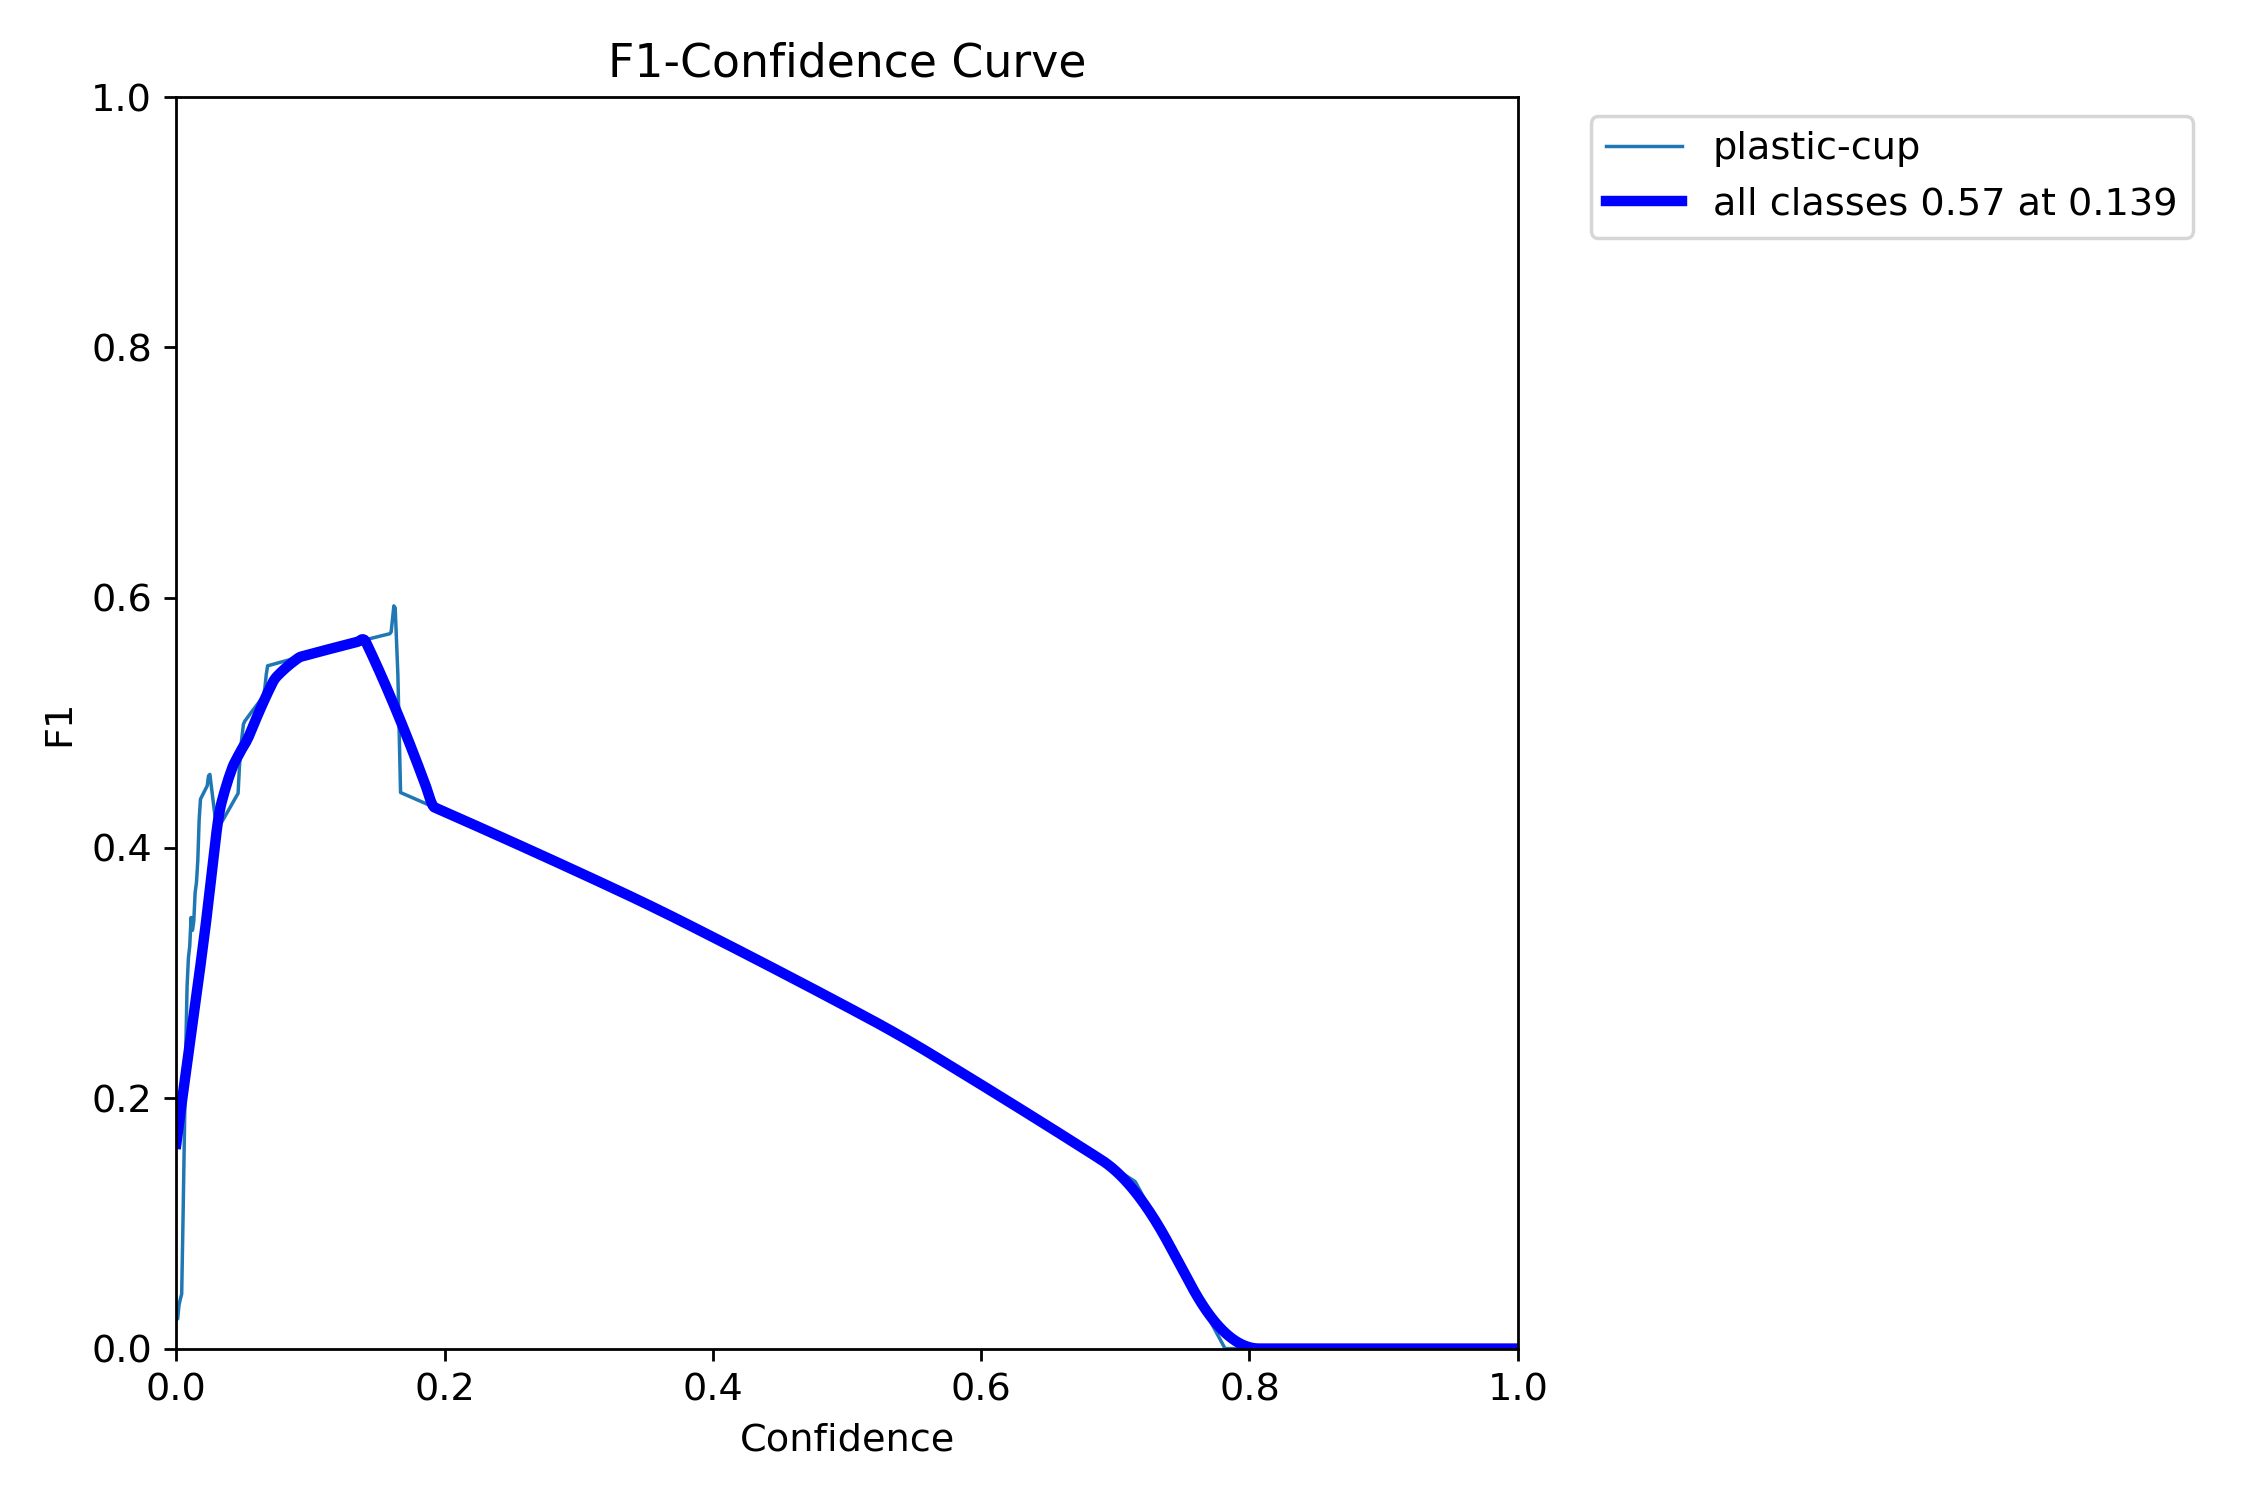 F1-Confidence Curve
1.0
0.8
0.6
0.4
0.2
0.0
F1
0.0 0.2 0.4 0.6 0.8 1.0
Confidence
plastic-cup
all classes 0.57 at 0.139